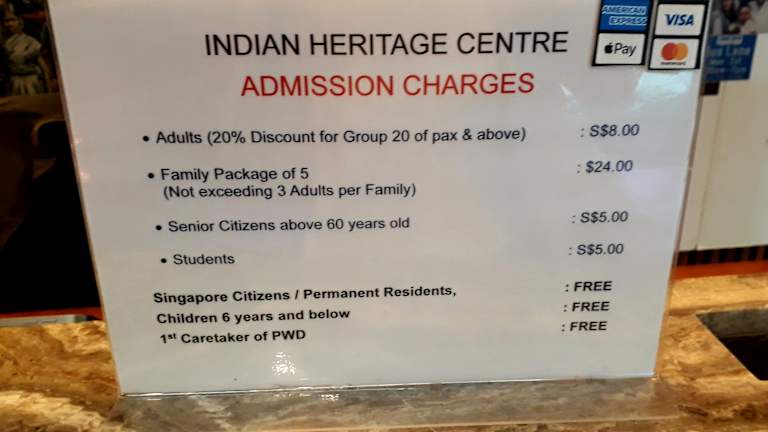 AMERICAN EXPRESS
VISA
Pay
mastercard
INDIAN HERITAGE CENTRE
ADMISSION CHARGES
• Adults (20% Discount for Group 20 of pax & above) : S$8.00
• Family Package of 5 : $24.00
(Not exceeding 3 Adults per Family)
• Senior Citizens above 60 years old : S$5.00
• Students : S$5.00
Singapore Citizens / Permanent Residents, : FREE
Children 6 years and below : FREE
1st Caretaker of PWD : FREE